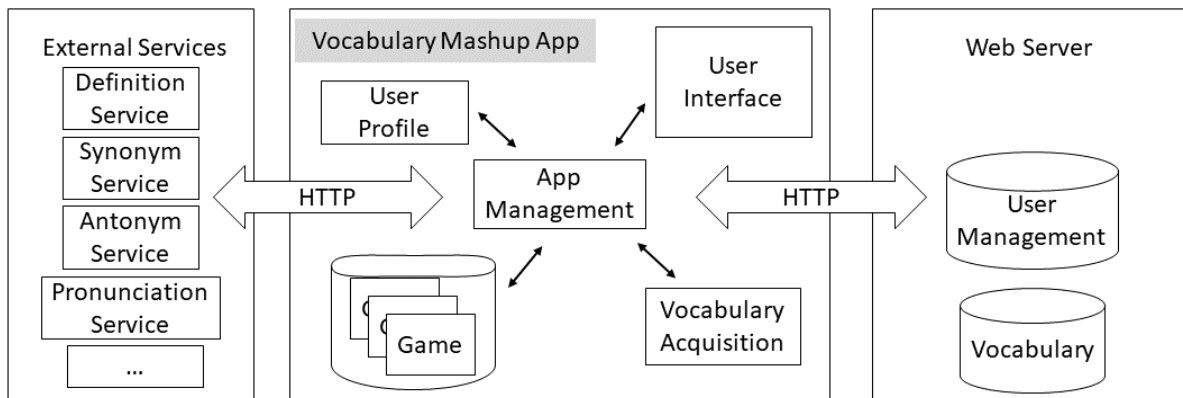 External Services
Definition
Service
Synonym
Service
Antonym
Service
Pronunciation
Service
...
HTTP
Vocabulary Mashup App
User
Profile
User
Interface
App
Management
Game
Vocabulary
Acquisition
HTTP
Web Server
User
Management
Vocabulary